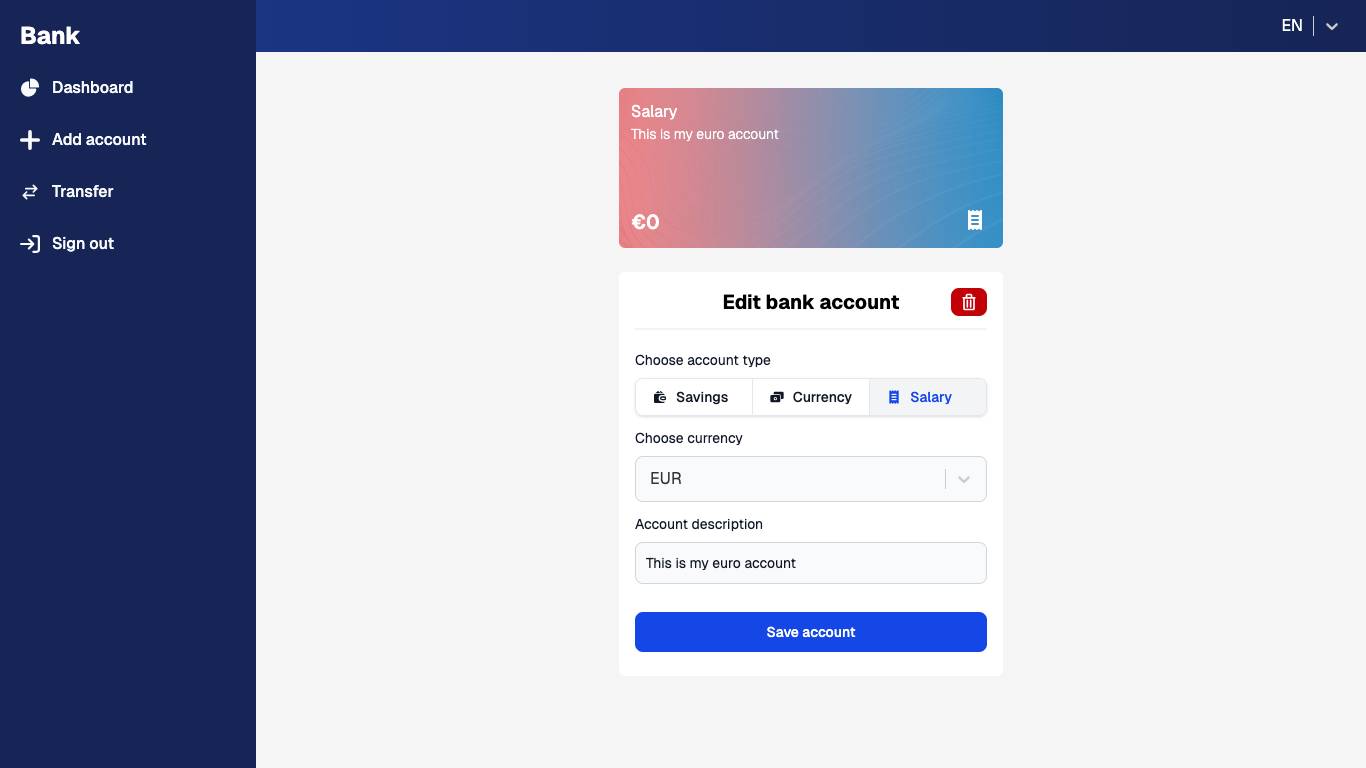 Bank
EN
Dashboard
Add account
Transfer
Sign out
Salary
This is my euro account
€0
Edit bank account
Choose account type
Savings Currency Salary
Choose currency
EUR
Account description
This is my euro account
Save account